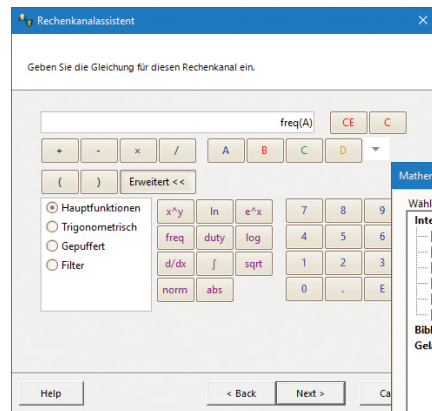 Rechenkanalassistent
Geben Sie die Gleichung für diesen Rechenkanal ein.
freq(A) CE C
+ - × / A B C D
( ) Erweitert <<
Hauptfunktionen x^y ln e^x 7 8 9
Trigonometrisch freq duty log 4 5 6
Gepuffert d/dx ∫ sqrt 1 2 3
Filter norm abs 0 . E
Mather
Wähl
Inte
Bibl
Gela
Help < Back Next > Ca